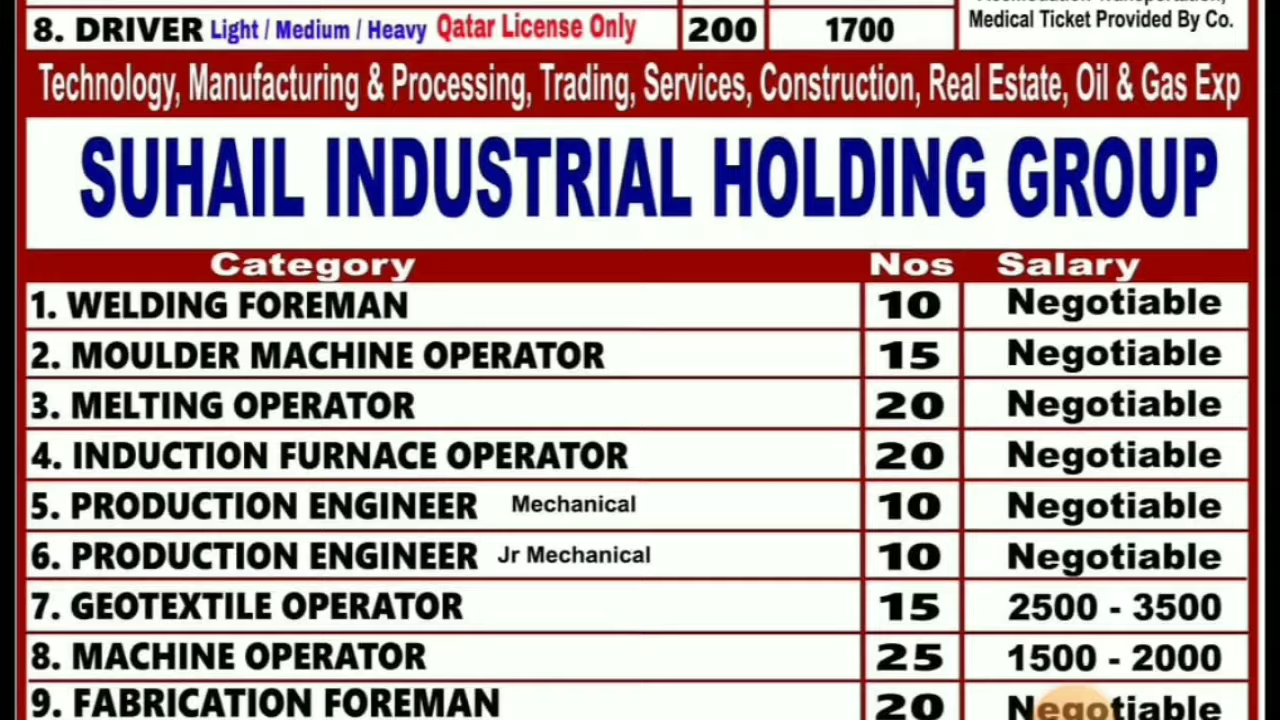 8. DRIVER Light / Medium / Heavy Qatar License Only 200 1700
Medical Ticket Provided By Co.
Technology, Manufacturing & Processing, Trading, Services, Construction, Real Estate, Oil & Gas Exp
SUHAIL INDUSTRIAL HOLDING GROUP
Category Nos Salary
1. WELDING FOREMAN 10 Negotiable
2. MOULDER MACHINE OPERATOR 15 Negotiable
3. MELTING OPERATOR 20 Negotiable
4. INDUCTION FURNACE OPERATOR 20 Negotiable
5. PRODUCTION ENGINEER Mechanical 10 Negotiable
6. PRODUCTION ENGINEER Jr Mechanical 10 Negotiable
7. GEOTEXTILE OPERATOR 15 2500 - 3500
8. MACHINE OPERATOR 25 1500 - 2000
9. FABRICATION FOREMAN 20 Negotiable